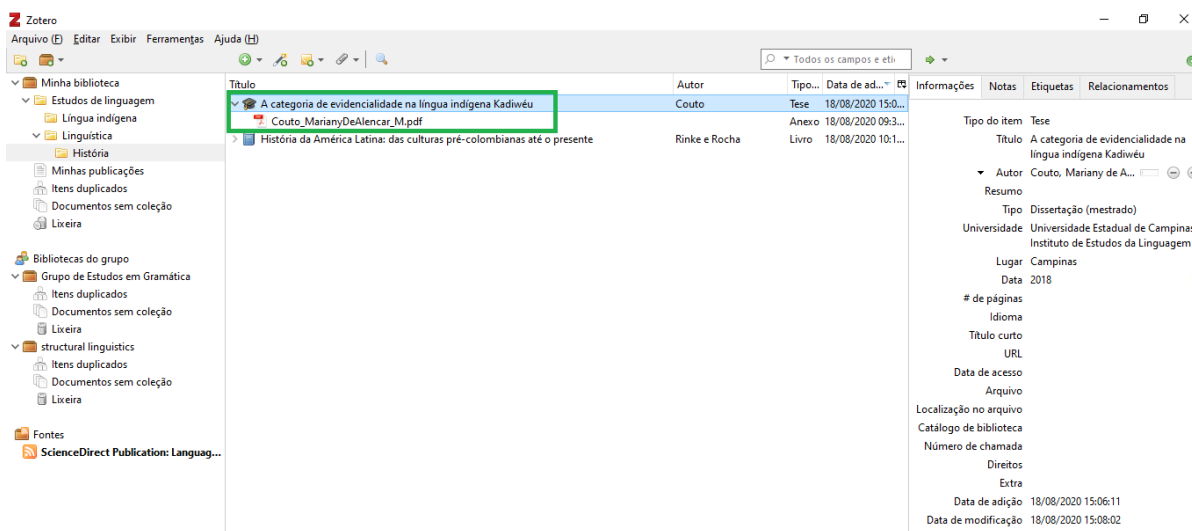 Zotero
Arquivo (F) Editar Exibir Ferramentas Ajuda (H)
Todos os campos e eti
Minha biblioteca
Estudos de linguagem
Língua indígena
Linguística
História
Minhas publicações
Itens duplicados
Documentos sem coleção
Lixeira
Bibliotecas do grupo
Grupo de Estudos em Gramática
Itens duplicados
Documentos sem coleção
Lixeira
structural linguistics
Itens duplicados
Documentos sem coleção
Lixeira
Fontes
ScienceDirect Publication: Languag...
Título Autor Tipo... Data de ad...
A categoria de evidencialidade na língua indígena Kadiwéu Couto Tese 18/08/2020 15:0...
Couto_MarianyDeAlencar_M.pdf Anexo 18/08/2020 09:3...
História da América Latina: das culturas pré-colombianas até o presente Rinke e Rocha Livro 18/08/2020 10:1...
Informações Notas Etiquetas Relacionamentos
Tipo do item Tese
Título A categoria de evidencialidade na
língua indígena Kadiwéu
Autor Couto, Mariany de A...
Resumo
Tipo Dissertação (mestrado)
Universidade Universidade Estadual de Campinas
Instituto de Estudos da Linguagem
Lugar Campinas
Data 2018
# de páginas
Idioma
Título curto
URL
Data de acesso
Arquivo
Localização no arquivo
Catálogo de biblioteca
Número de chamada
Direitos
Extra
Data de adição 18/08/2020 15:06:11
Data de modificação 18/08/2020 15:08:02